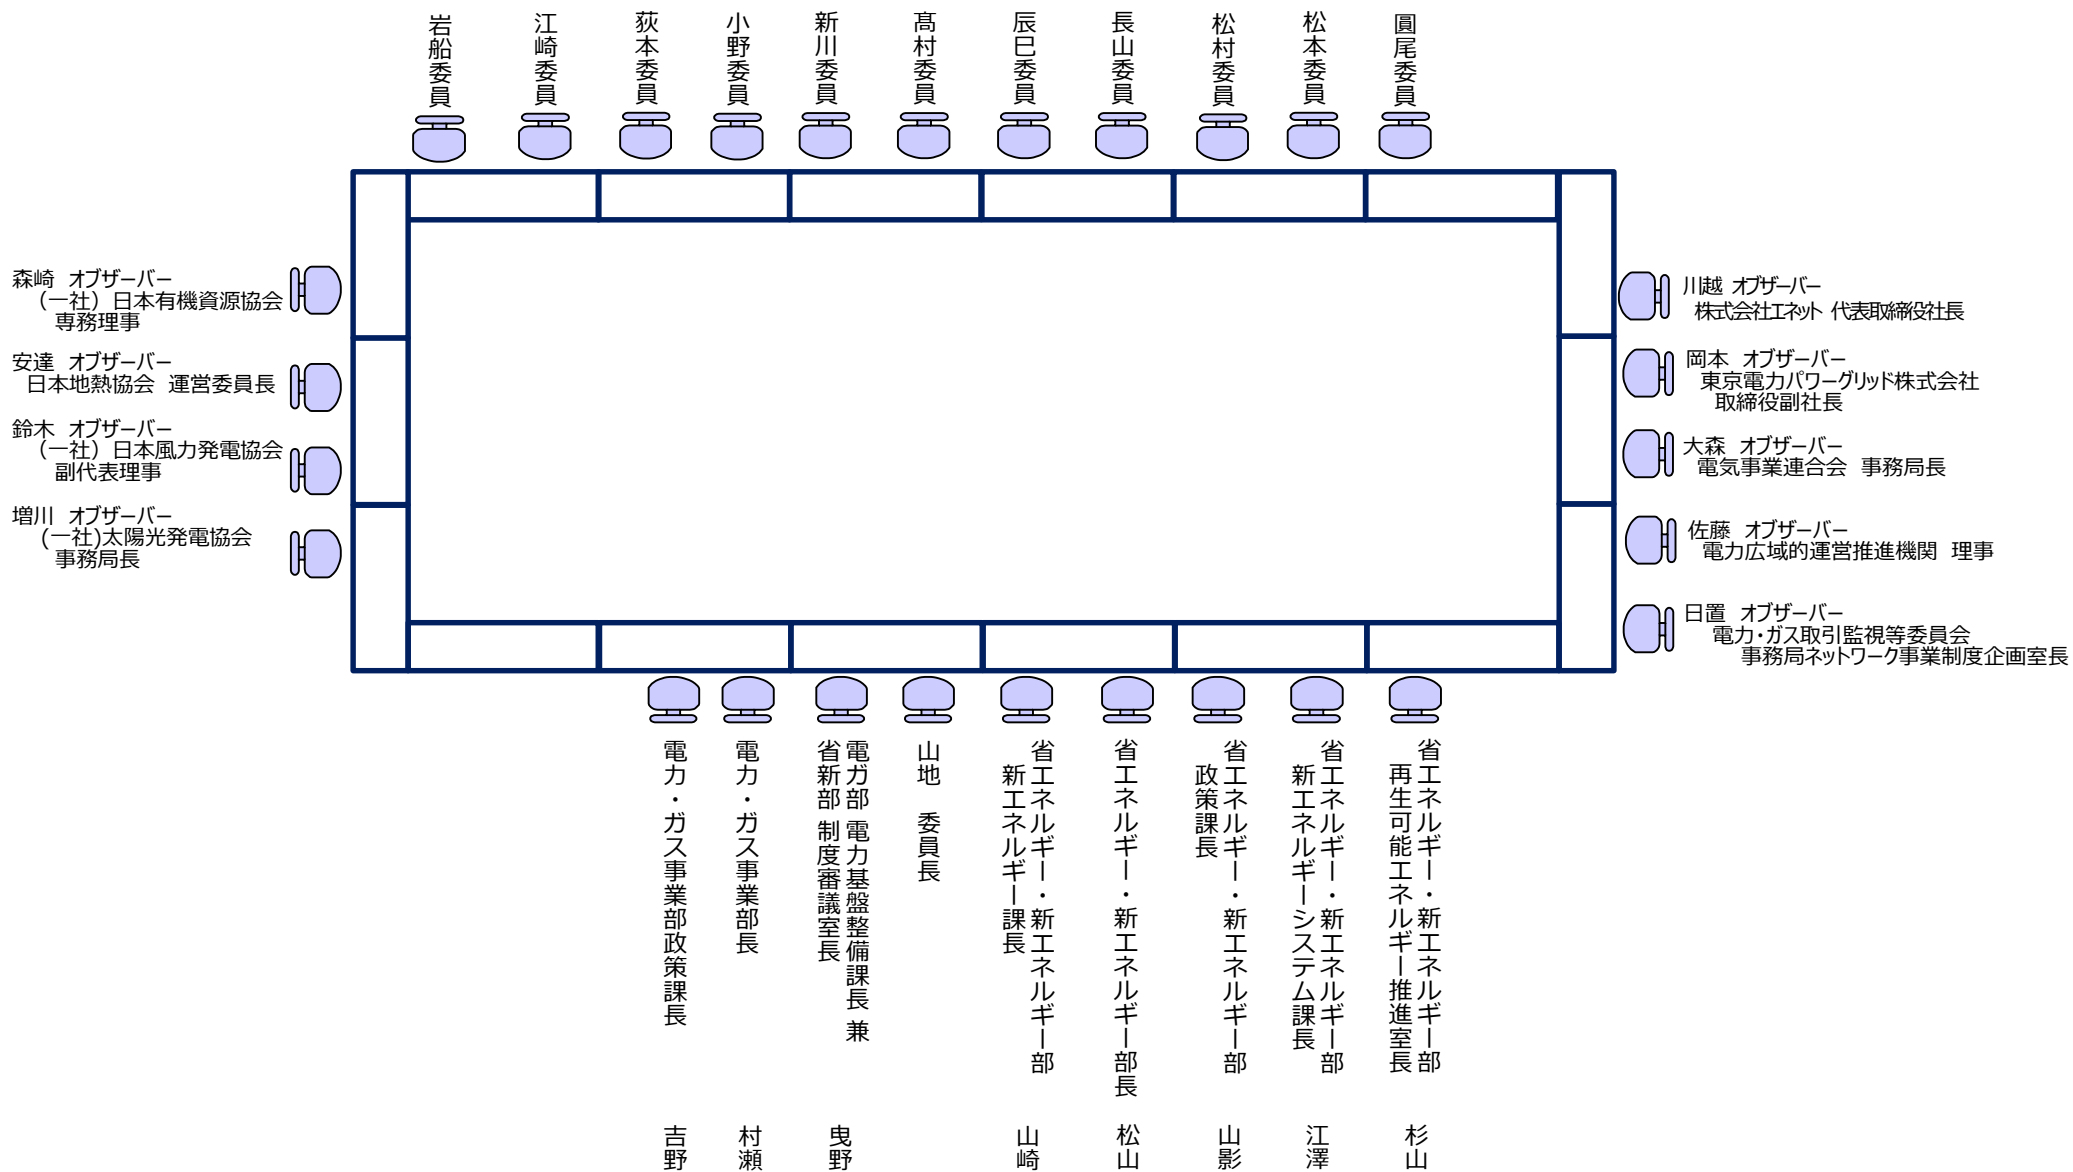 岩船委員
江崎委員
荻本委員
小野委員
新川委員
髙村委員
辰巳委員
長山委員
松村委員
松本委員
圓尾委員
森崎 オブザーバー
（一社）日本有機資源協会
専務理事
安達 オブザーバー
日本地熱協会 運営委員長
鈴木 オブザーバー
（一社）日本風力発電協会
副代表理事
増川 オブザーバー
(一社)太陽光発電協会
事務局長
川越 オブザーバー
株式会社エネット 代表取締役社長
岡本 オブザーバー
東京電力パワーグリッド株式会社
取締役副社長
大森 オブザーバー
電気事業連合会 事務局長
佐藤 オブザーバー
電力広域的運営推進機関 理事
日置 オブザーバー
電力・ガス取引監視等委員会
事務局ネットワーク事業制度企画室長
電力・ガス事業部政策課長 吉野
電力・ガス事業部長 村瀬
電ガ部 電力基盤整備課長 兼
省新部 制度審議室長 曳野
山地 委員長
省エネルギー・新エネルギー部
新エネルギー課長 山崎
省エネルギー・新エネルギー部長 松山
省エネルギー・新エネルギー部
政策課長 山影
省エネルギー・新エネルギー部
新エネルギーシステム課長 江澤
省エネルギー・新エネルギー部
再生可能エネルギー推進室長 杉山